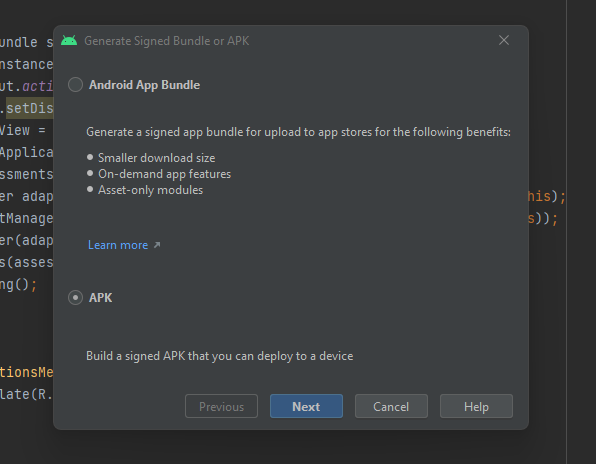 Generate Signed Bundle or APK
Android App Bundle
Generate a signed app bundle for upload to app stores for the following benefits:
Smaller download size
On-demand app features
Asset-only modules
Learn more
APK
Build a signed APK that you can deploy to a device
Previous Next Cancel Help
undle s
nstance
ut.acti
.setDis
View =
Applica
essments
er adap his);
tManage s));
er(adap
s(asses
ng();
tionsMe
late(R.